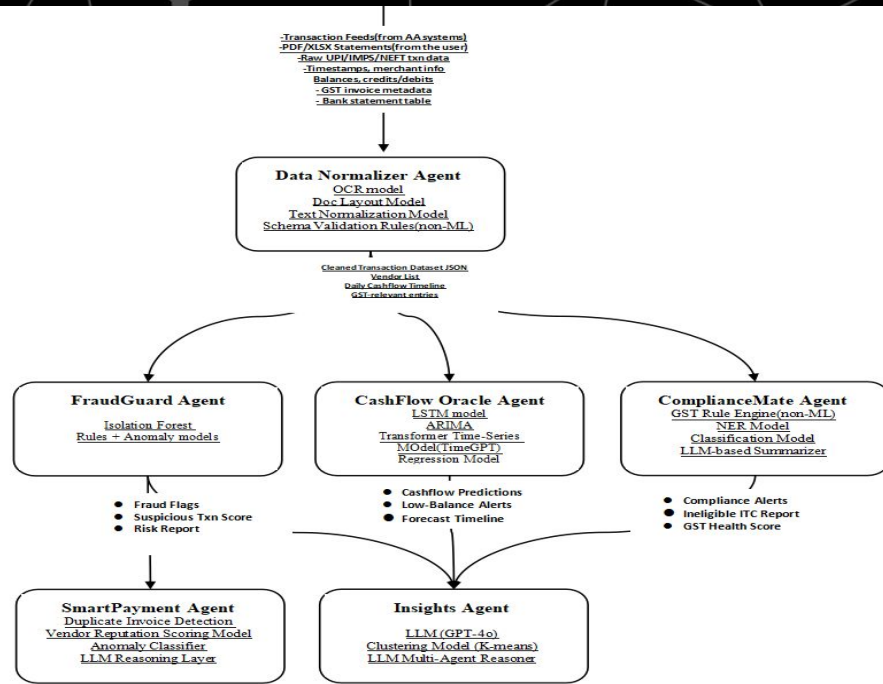 -Transaction Feeds(from AA systems)
-PDF/XLSX Statements(from the user)
-Raw UPI/IMPS/NEFT txn data
-Timestamps, merchant info
Balances, credits/debits
- GST invoice metadata
- Bank statement table
Data Normalizer Agent
OCR model
Doc Layout Model
Text Normalization Model
Schema Validation Rules(non-ML)
Cleaned Transaction Dataset JSON
Vendor List
Daily Cashflow Timeline
GST-relevant entries
FraudGuard Agent
Isolation Forest
Rules + Anomaly models
CashFlow Oracle Agent
LSTM model
ARIMA
Transformer Time-Series
MOdel(TimeGPT)
Regression Model
ComplianceMate Agent
GST Rule Engine(non-ML)
NER Model
Classification Model
LLM-based Summarizer
● Fraud Flags
● Suspicious Txn Score
● Risk Report
● Cashflow Predictions
● Low-Balance Alerts
● Forecast Timeline
● Compliance Alerts
● Ineligible ITC Report
● GST Health Score
SmartPayment Agent
Duplicate Invoice Detection
Vendor Reputation Scoring Model
Anomaly Classifier
LLM Reasoning Layer
Insights Agent
LLM (GPT-4o)
Clustering Model (K-means)
LLM Multi-Agent Reasoner